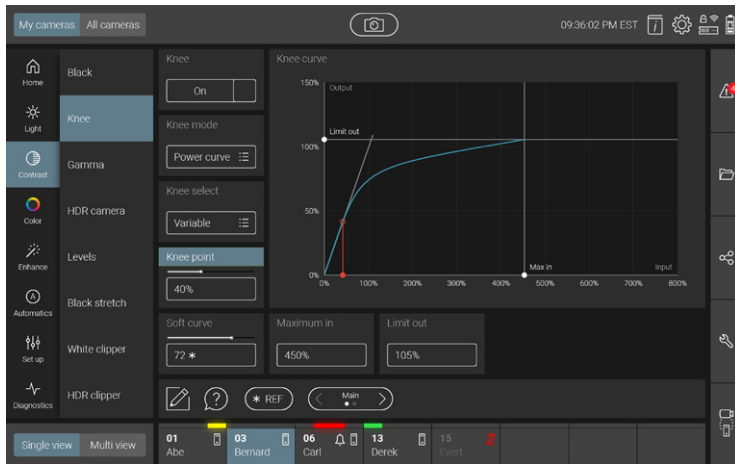 My cameras
All cameras
09:36:02 PM EST
i
Home
Light
Contrast
Color
Enhance
A
Automatics
Set up
Diagnostics
Black
Knee
Gamma
HDR camera
Levels
Black stretch
White clipper
HDR clipper
Knee
On
Knee mode
Power curve
Knee select
Variable
Knee point
40%
Soft curve
72 *
Maximum in
450%
Limit out
105%
Knee curve
150%
Output
Limit out
100%
50%
0%
Max in
Input
0% 100% 200% 300% 400% 500% 600% 700% 800%
?
* REF
Main
4
Single view
Multi view
01
Abe
03
Bernard
06
Carl
13
Derek
15
Evert